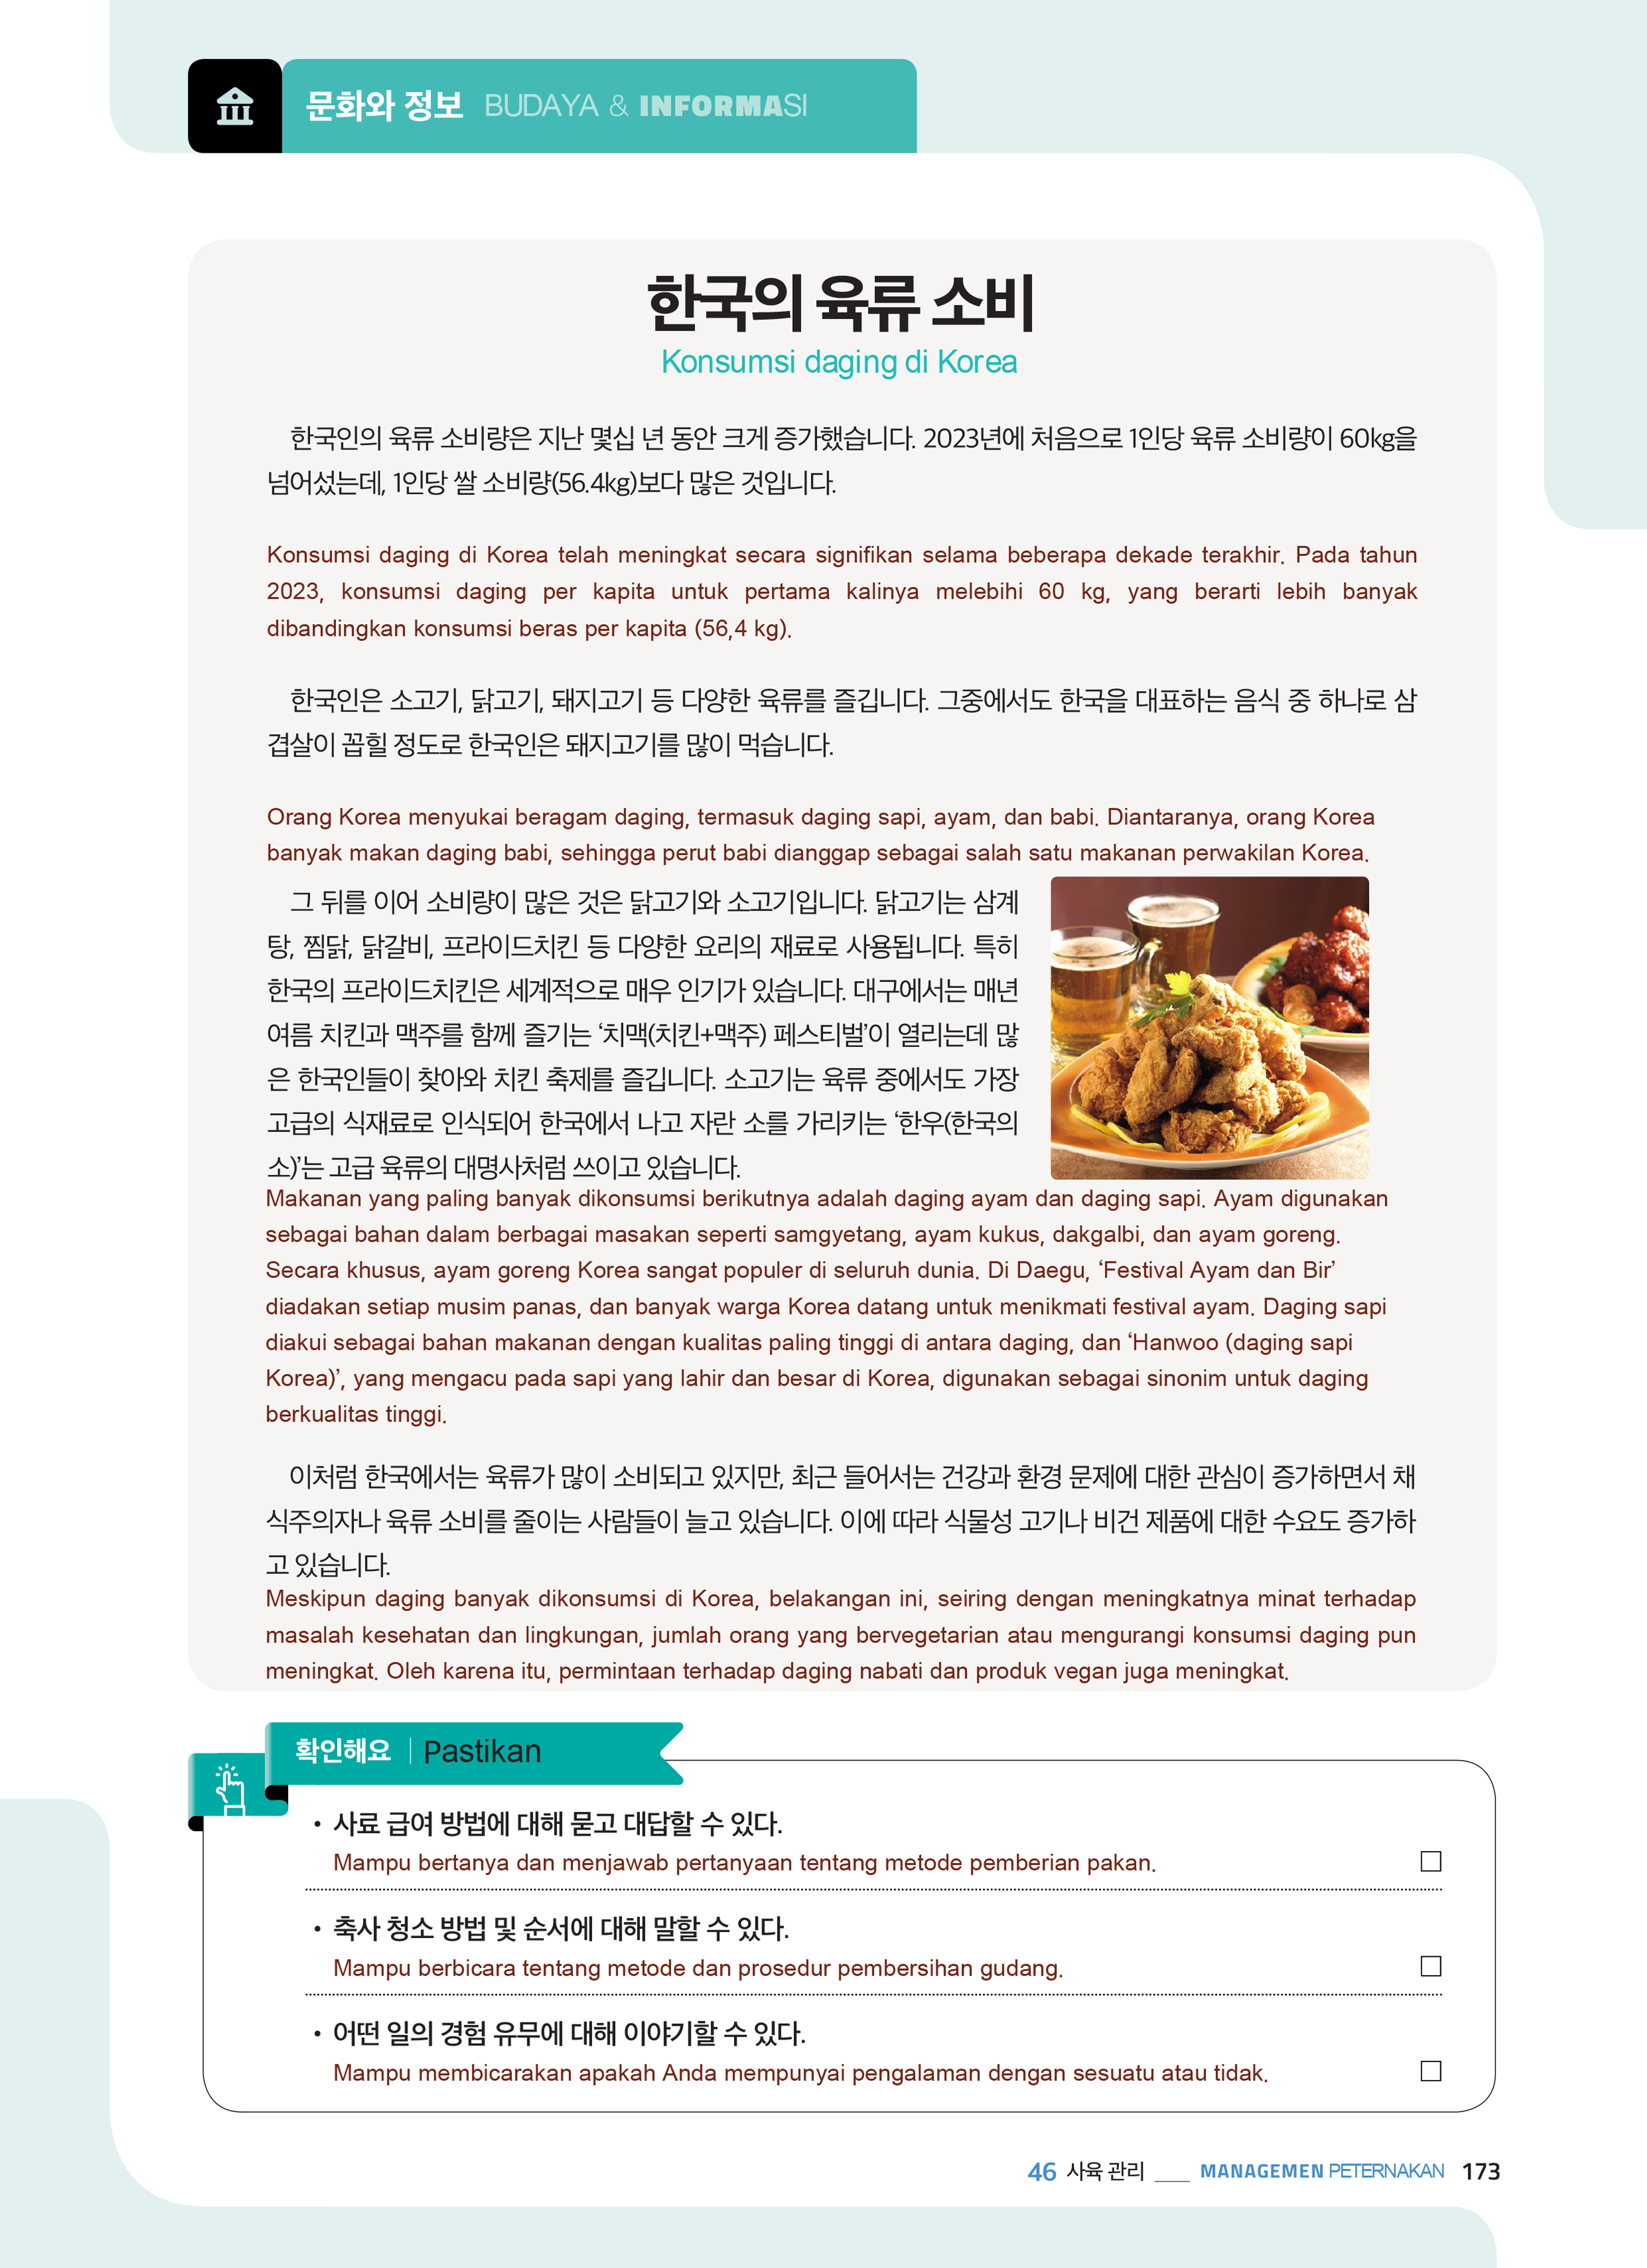 문화와 정보 BUDAYA & INFORMASI
한국의 육류 소비
Konsumsi daging di Korea
한국인의 육류 소비량은 지난 몇십 년 동안 크게 증가했습니다. 2023년에 처음으로 1인당 육류 소비량이 60kg을
넘어섰는데, 1인당 쌀 소비량(56.4kg)보다 많은 것입니다.
Konsumsi daging di Korea telah meningkat secara signifikan selama beberapa dekade terakhir. Pada tahun
2023, konsumsi daging per kapita untuk pertama kalinya melebihi 60 kg, yang berarti lebih banyak
dibandingkan konsumsi beras per kapita (56,4 kg).
한국인은 소고기, 닭고기, 돼지고기 등 다양한 육류를 즐깁니다. 그중에서도 한국을 대표하는 음식 중 하나로 삼
겹살이 꼽힐 정도로 한국인은 돼지고기를 많이 먹습니다.
Orang Korea menyukai beragam daging, termasuk daging sapi, ayam, dan babi. Diantaranya, orang Korea
banyak makan daging babi, sehingga perut babi dianggap sebagai salah satu makanan perwakilan Korea.
그 뒤를 이어 소비량이 많은 것은 닭고기와 소고기입니다. 닭고기는 삼계
탕, 찜닭, 닭갈비, 프라이드치킨 등 다양한 요리의 재료로 사용됩니다. 특히
한국의 프라이드치킨은 세계적으로 매우 인기가 있습니다. 대구에서는 매년
여름 치킨과 맥주를 함께 즐기는 ‘치맥(치킨+맥주) 페스티벌’이 열리는데 많
은 한국인들이 찾아와 치킨 축제를 즐깁니다. 소고기는 육류 중에서도 가장
고급의 식재료로 인식되어 한국에서 나고 자란 소를 가리키는 ‘한우(한국의
소)’는 고급 육류의 대명사처럼 쓰이고 있습니다.
Makanan yang paling banyak dikonsumsi berikutnya adalah daging ayam dan daging sapi. Ayam digunakan
sebagai bahan dalam berbagai masakan seperti samgyetang, ayam kukus, dakgalbi, dan ayam goreng.
Secara khusus, ayam goreng Korea sangat populer di seluruh dunia. Di Daegu, ‘Festival Ayam dan Bir’
diadakan setiap musim panas, dan banyak warga Korea datang untuk menikmati festival ayam. Daging sapi
diakui sebagai bahan makanan dengan kualitas paling tinggi di antara daging, dan ‘Hanwoo (daging sapi
Korea)’, yang mengacu pada sapi yang lahir dan besar di Korea, digunakan sebagai sinonim untuk daging
berkualitas tinggi.
이처럼 한국에서는 육류가 많이 소비되고 있지만, 최근 들어서는 건강과 환경 문제에 대한 관심이 증가하면서 채
식주의자나 육류 소비를 줄이는 사람들이 늘고 있습니다. 이에 따라 식물성 고기나 비건 제품에 대한 수요도 증가하
고 있습니다.
Meskipun daging banyak dikonsumsi di Korea, belakangan ini, seiring dengan meningkatnya minat terhadap
masalah kesehatan dan lingkungan, jumlah orang yang bervegetarian atau mengurangi konsumsi daging pun
meningkat. Oleh karena itu, permintaan terhadap daging nabati dan produk vegan juga meningkat.
확인해요 | Pastikan
• 사료 급여 방법에 대해 묻고 대답할 수 있다.
Mampu bertanya dan menjawab pertanyaan tentang metode pemberian pakan. □
• 축사 청소 방법 및 순서에 대해 말할 수 있다.
Mampu berbicara tentang metode dan prosedur pembersihan gudang. □
• 어떤 일의 경험 유무에 대해 이야기할 수 있다.
Mampu membicarakan apakah Anda mempunyai pengalaman dengan sesuatu atau tidak. □
46 사육 관리 ___ MANAGEMEN PETERNAKAN 173